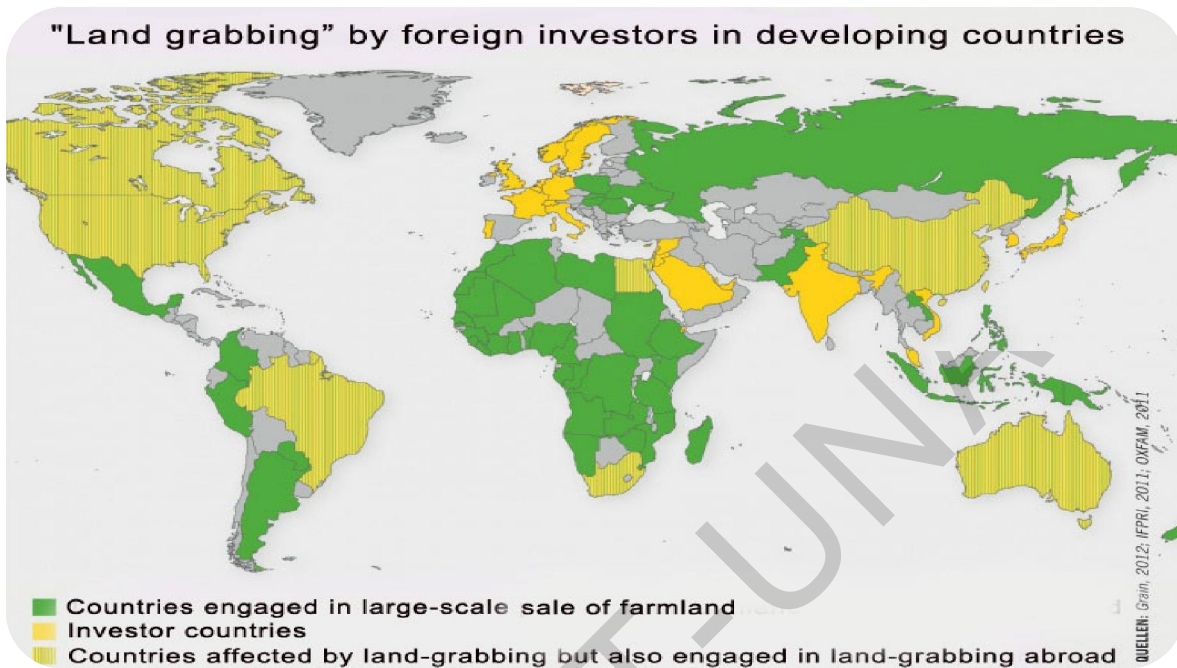 "Land grabbing” by foreign investors in developing countries
Countries engaged in large-scale sale of farmland
Investor countries
Countries affected by land-grabbing but also engaged in land-grabbing abroad
QUELLEN: Grain, 2012; IFPRI, 2011; OXFAM, 2011
T-UNX